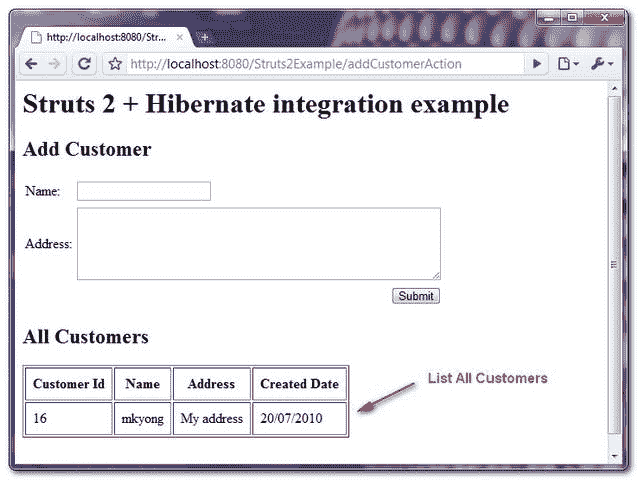 http://localhost:8080/Str...
http://localhost:8080/Struts2Example/addCustomerAction
Struts 2 + Hibernate integration example
Add Customer
Name:
Address:
Submit
All Customers
Customer Id Name Address Created Date
16 mkyong My address 20/07/2010
List All Customers